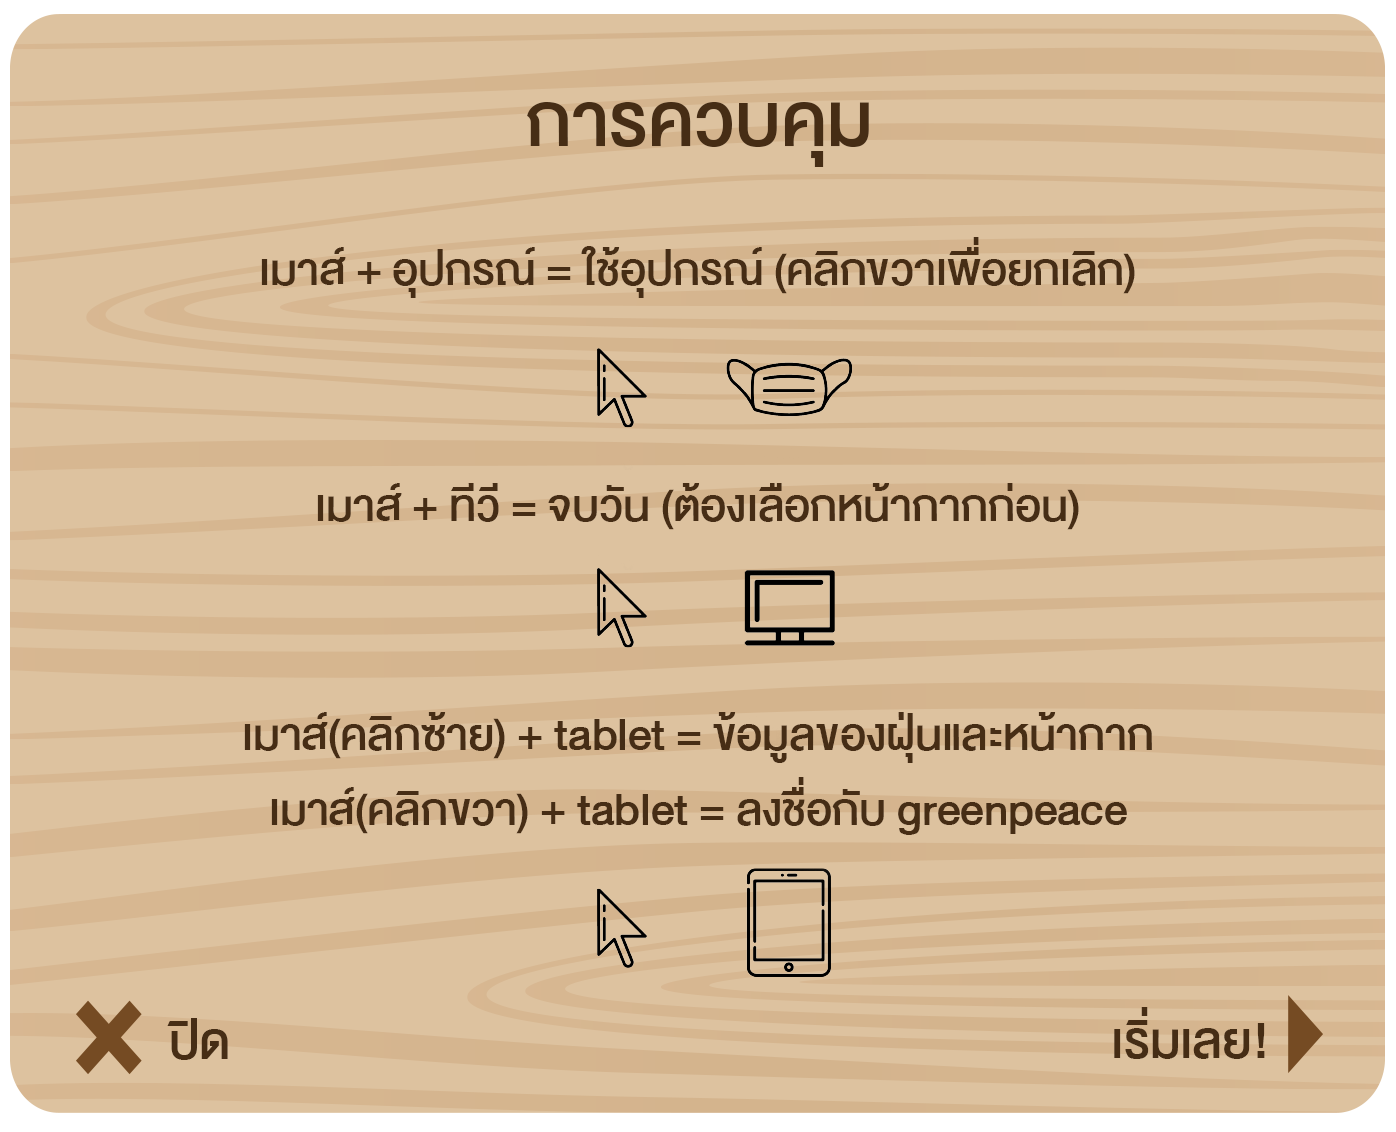 การควบคุม
เมาส์ + อุปกรณ์ = ใช้อุปกรณ์ (คลิกขวาเพื่อยกเลิก)
เมาส์ + ทีวี = จบวัน (ต้องเลือกหน้ากากก่อน)
เมาส์(คลิกซ้าย) + tablet = ข้อมูลของฝุ่นและหน้ากาก
เมาส์(คลิกขวา) + tablet = ลงชื่อกับ greenpeace
ปิด
เริ่มเลย!